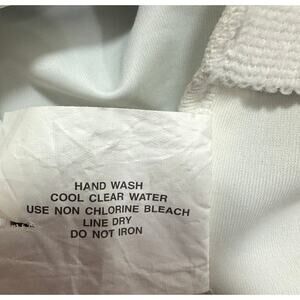 HAND WASH
COOL CLEAR WATER
USE NON CHLORINE BLEACH
LINE DRY
DO NOT IRON